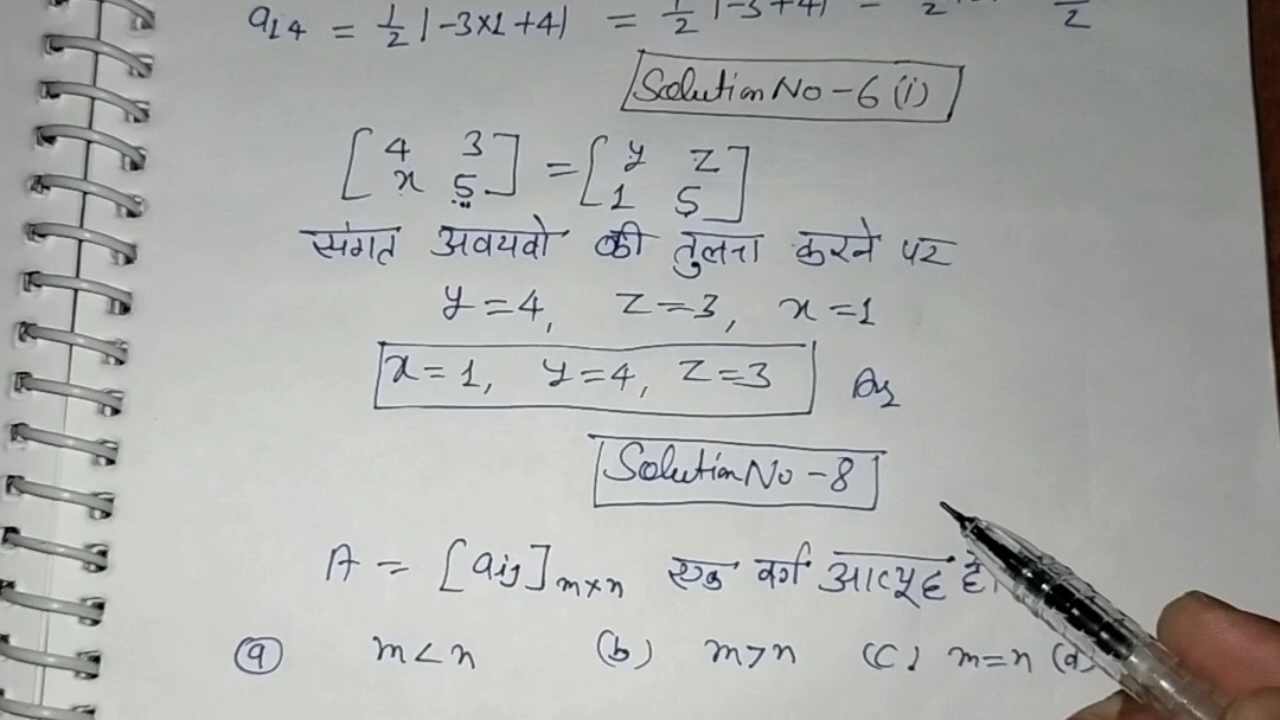 a₁₄ = 1/2 |-3×1+4| = 1/2 |-3+4| =
Solution No-6(i)
[4 3
x 5] = [y z
1 5]
संगत अवयवो की तुलना करने पर
y=4, z=3, x=1
x=1, y=4, z=3 Ans
Solution No-8
A = [aij]m×n एक वर्ग आव्यूह है।
(a) m<n (b) m>n (c) m=n (d)